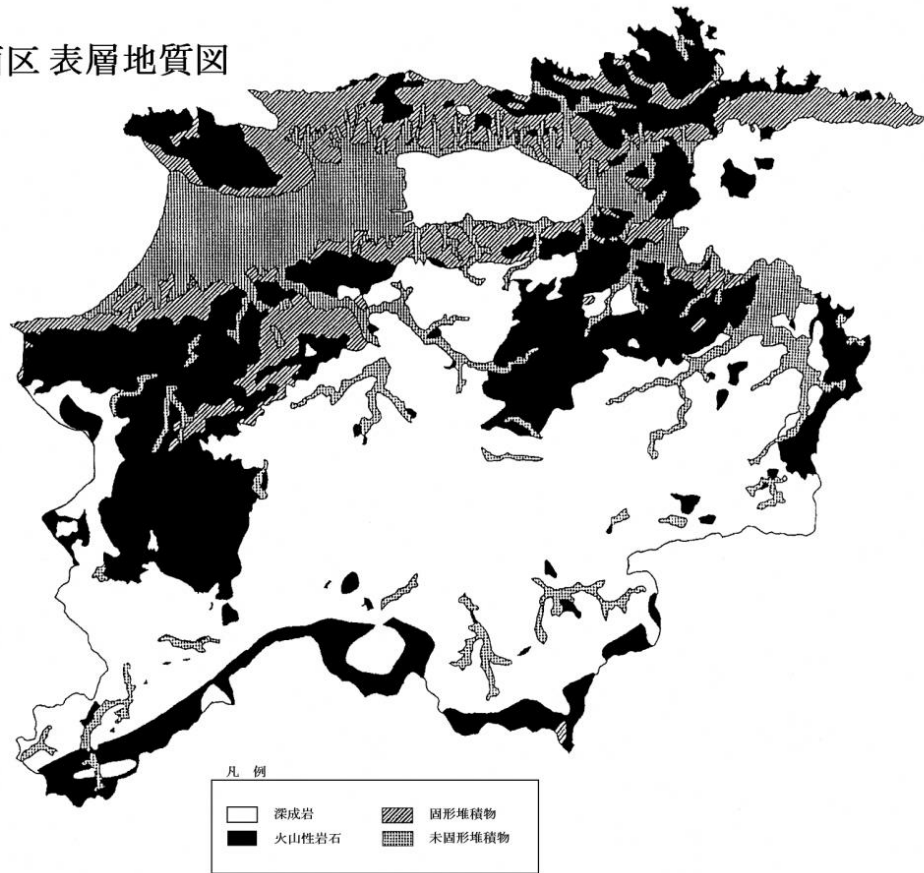 区 表層地質図
凡 例
深成岩
固形堆積物
火山性岩石
未固形堆積物